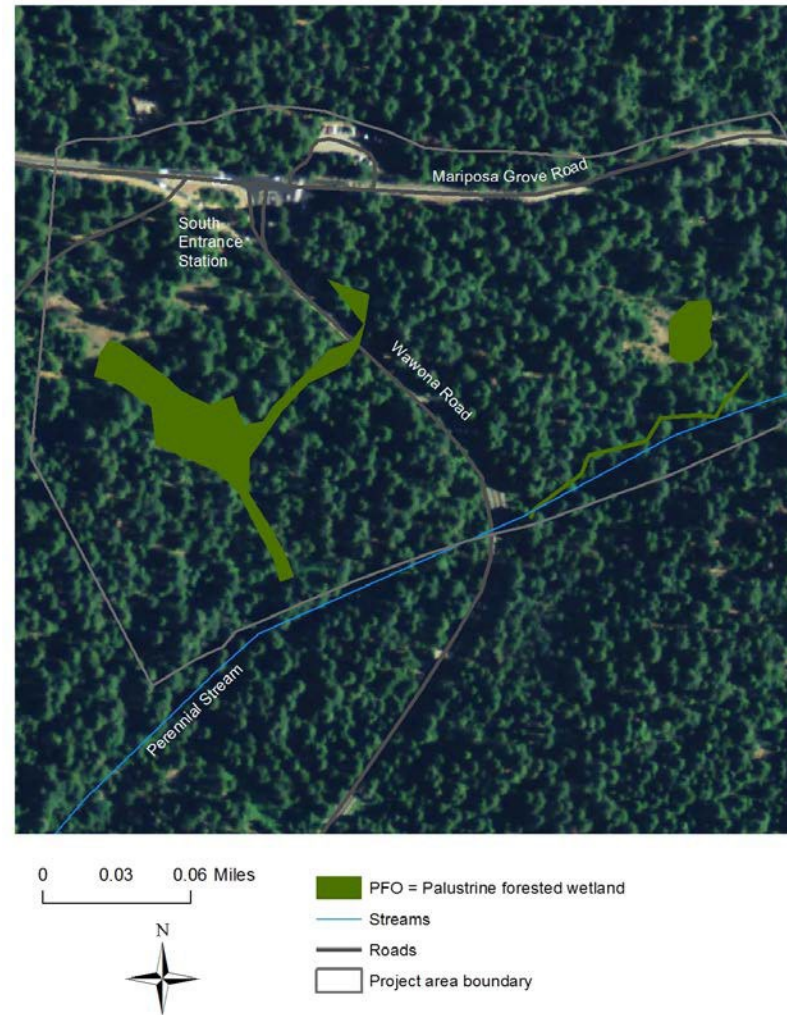 Mariposa Grove Road
South
Entrance
Station
Wawona Road
Perennial Stream
0 0.03 0.06 Miles
N
PFO = Palustrine forested wetland
Streams
Roads
Project area boundary